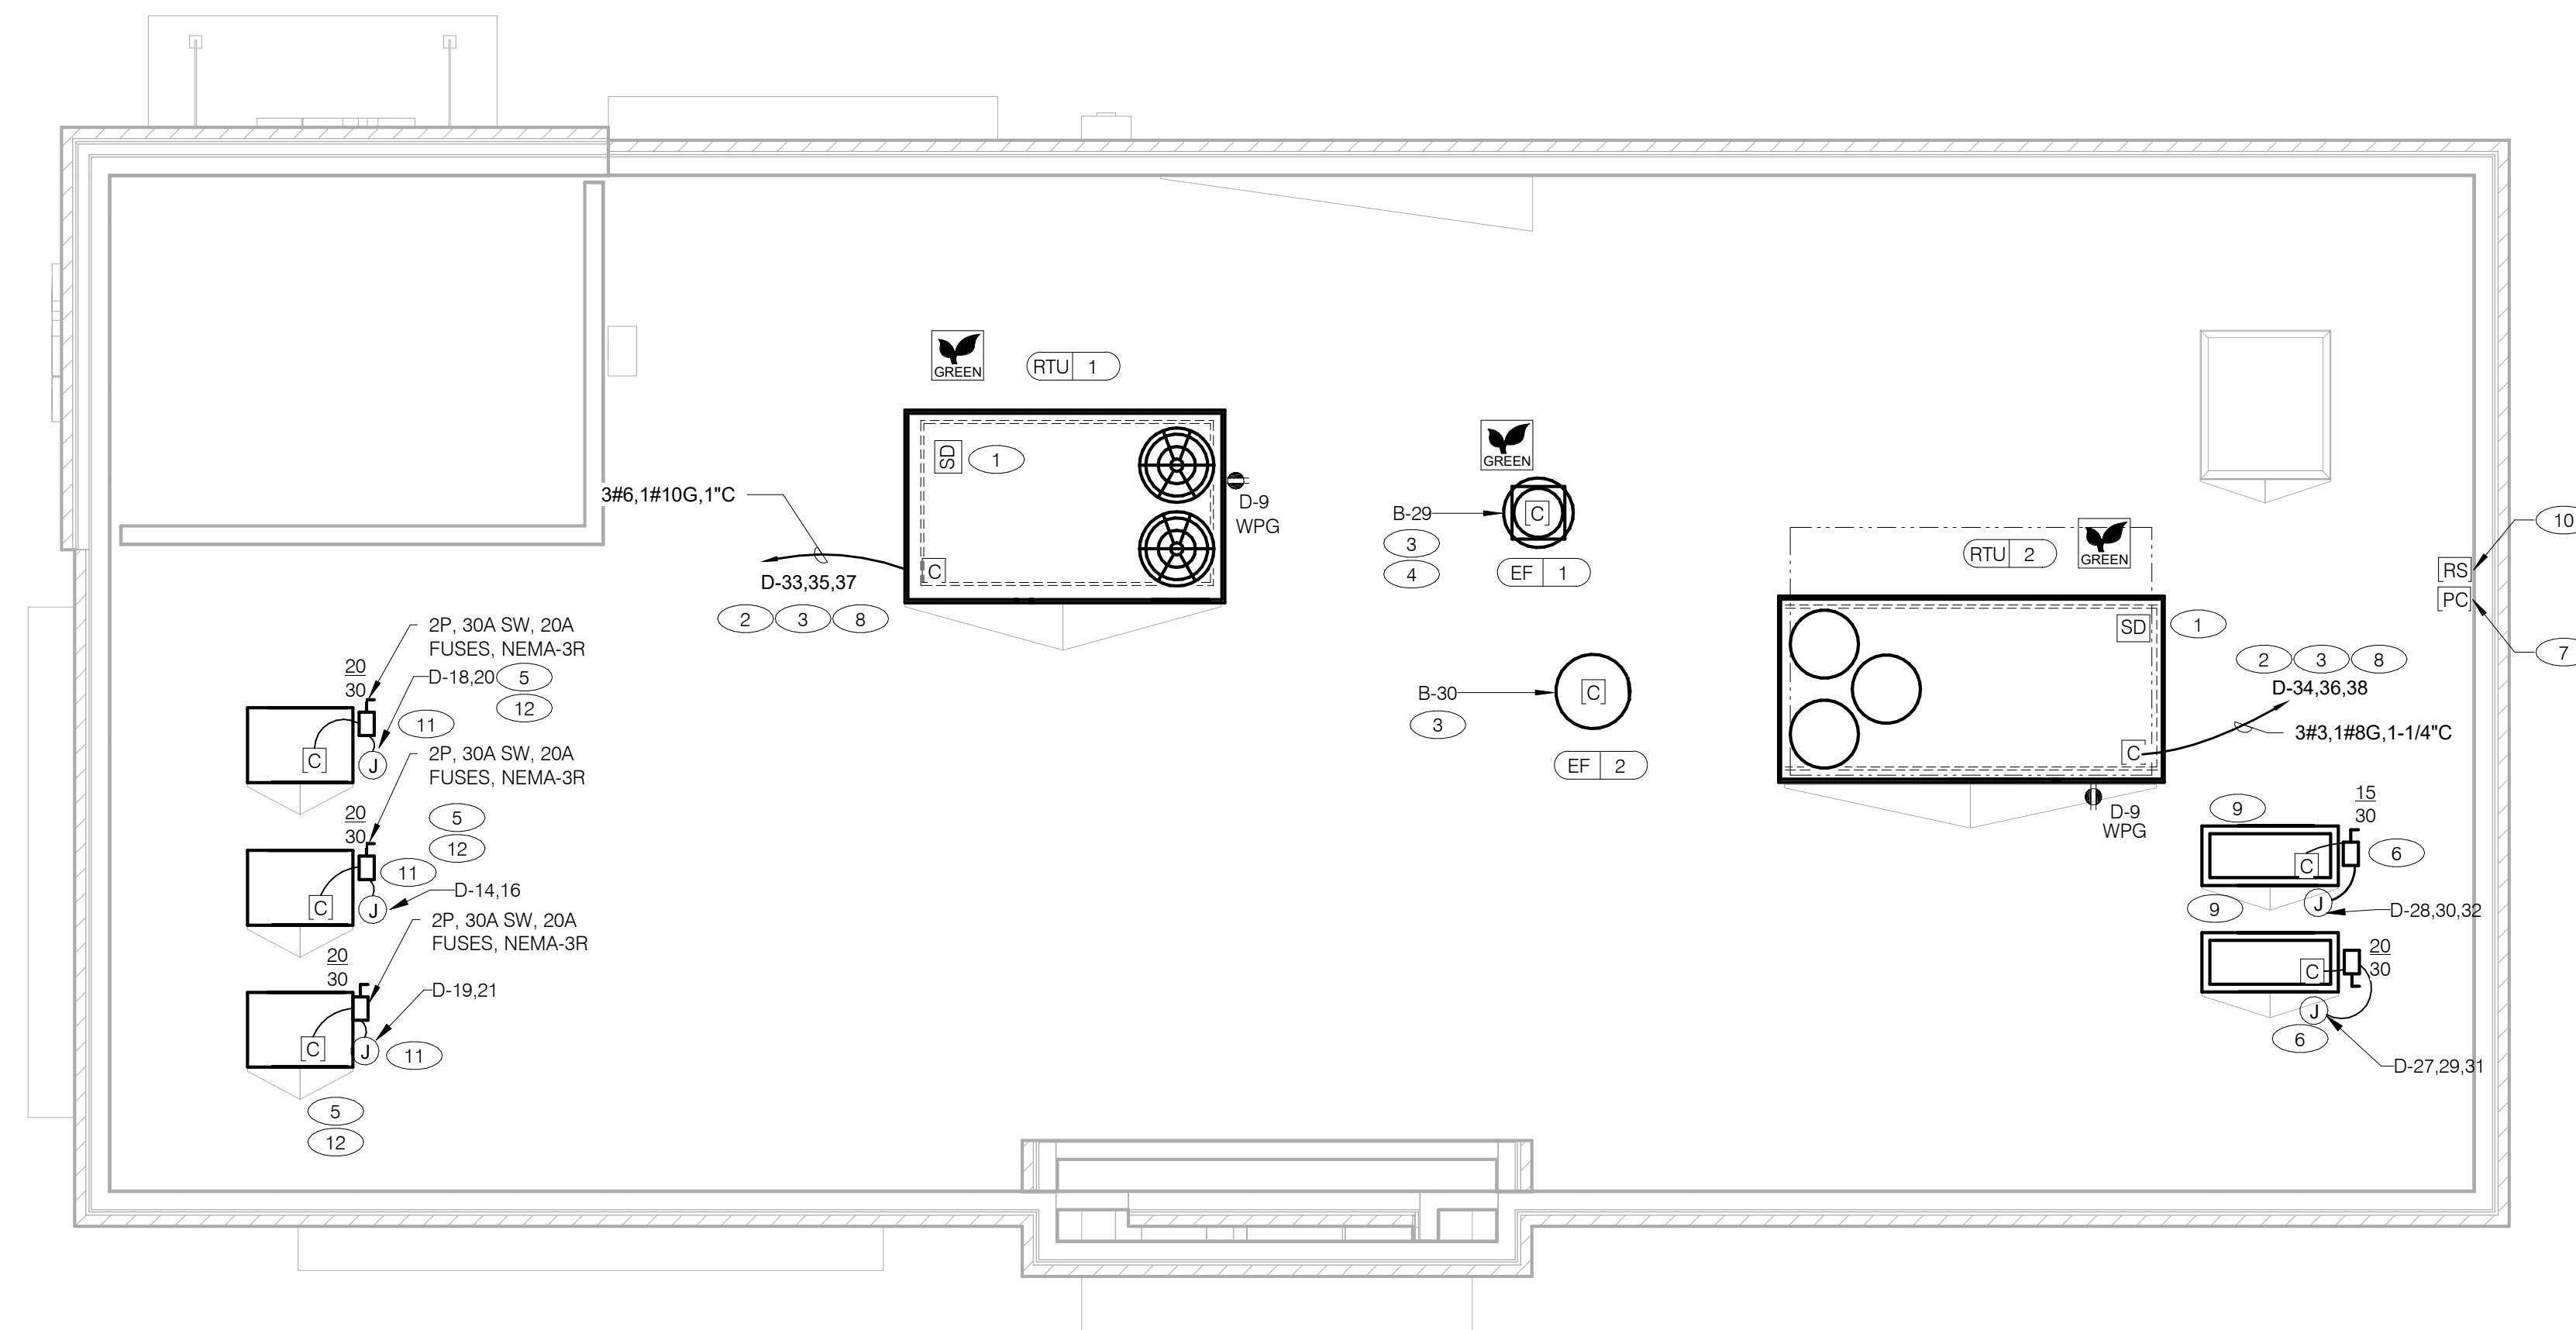 GREEN
RTU 1
SD
1
3#6,1#10G,1"C
D-9
WPG
C
D-33,35,37
2 3 8
GREEN
B-29
C
3
4
EF 1
B-30
C
3
EF 2
RTU 2
GREEN
SD
1
2 3 8
D-34,36,38
3#3,1#8G,1-1/4"C
C
D-9
WPG
RS
10
PC
7
2P, 30A SW, 20A
FUSES, NEMA-3R
20
30
D-18,20
5
12
11
C
J
2P, 30A SW, 20A
FUSES, NEMA-3R
20
30
5
12
11
C
J
D-14,16
2P, 30A SW, 20A
FUSES, NEMA-3R
20
30
D-19,21
C
J
11
5
12
9
15
30
C
6
9
J
D-28,30,32
20
30
C
J
6
D-27,29,31